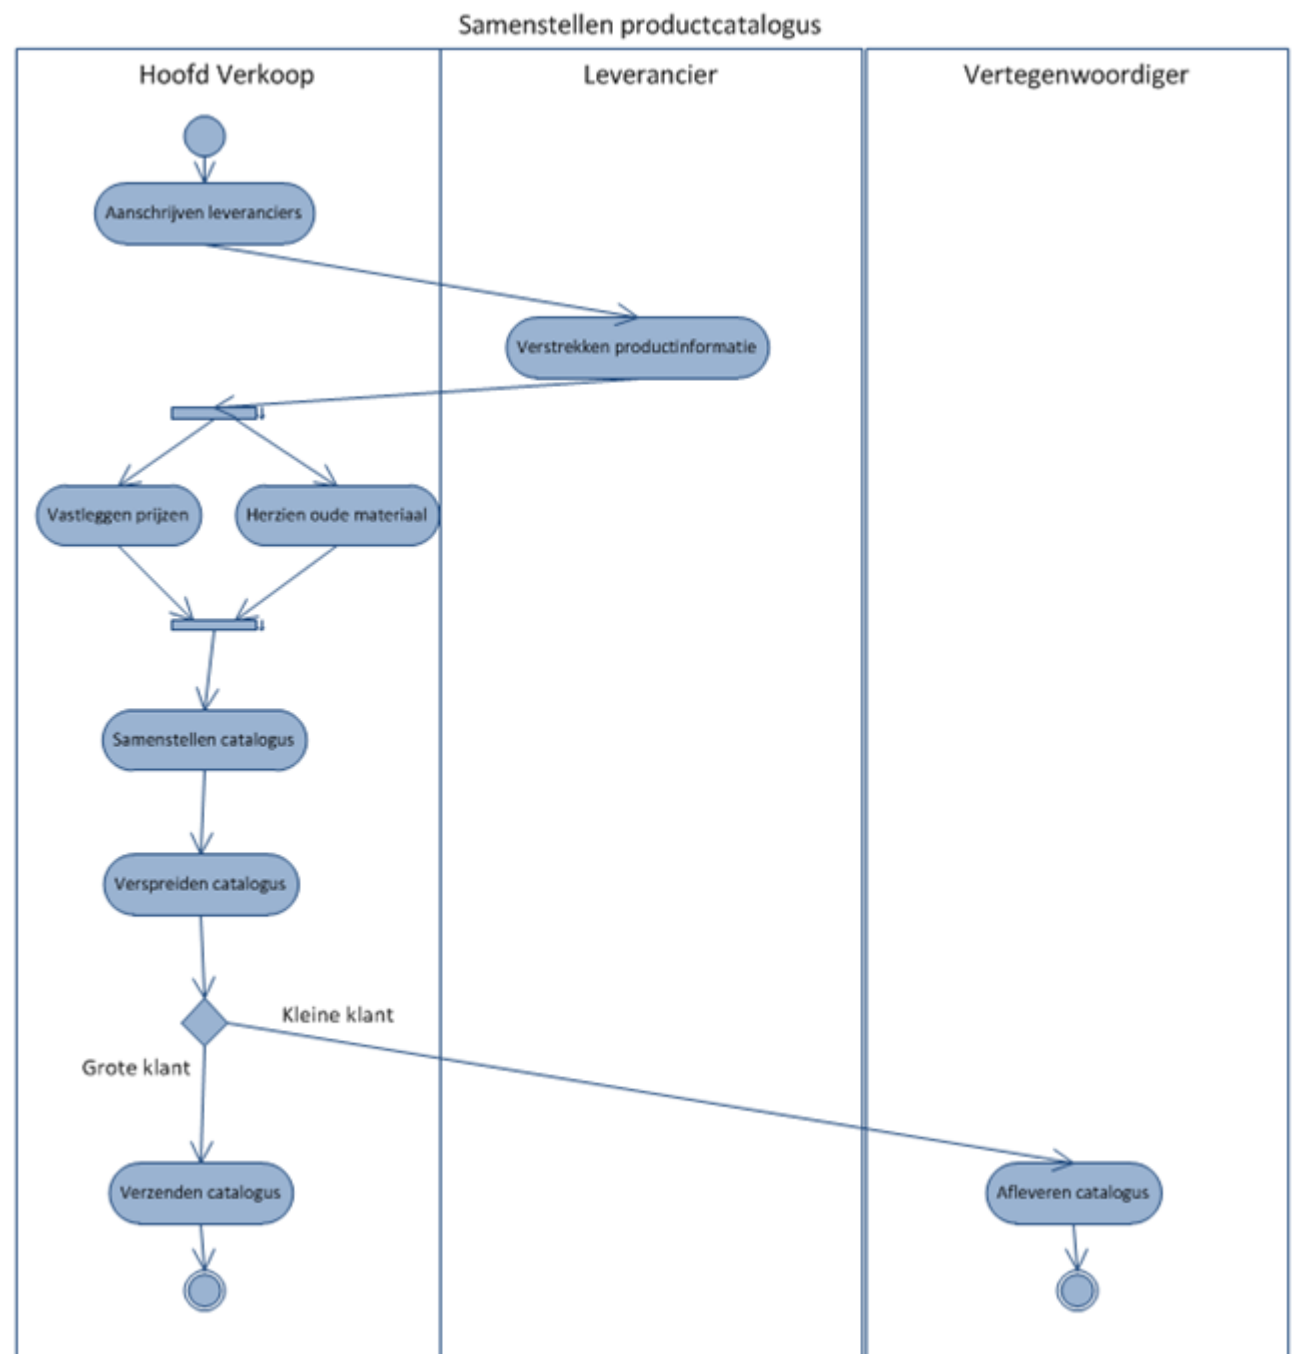 Samenstellen productcatalogus
Hoofd Verkoop
Leverancier
Vertegenwoordiger
Aanschrijven leveranciers
Verstrekken productinformatie
Vastleggen prijzen
Herzien oude materiaal
Samenstellen catalogus
Verspreiden catalogus
Kleine klant
Grote klant
Verzenden catalogus
Afleveren catalogus